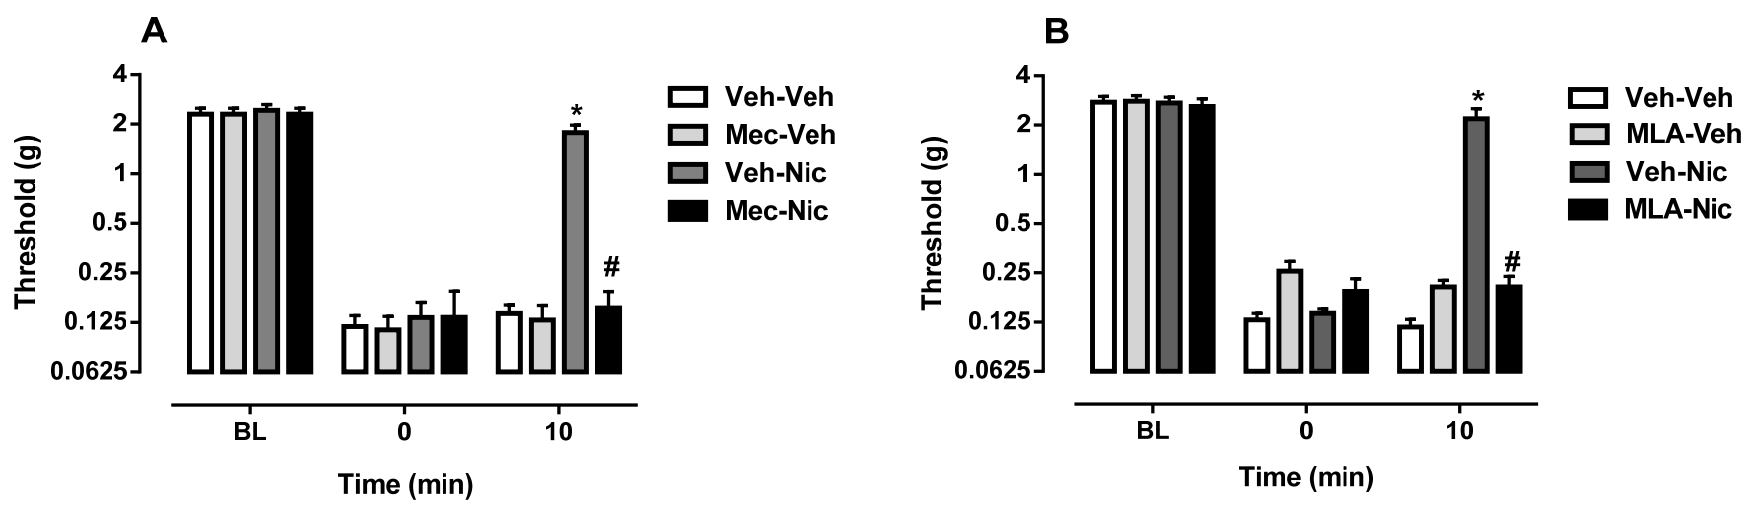 A
4
2
1
0.5
0.25
0.125
0.0625
Threshold (g)
*
#
BL
0
10
Time (min)
Veh-Veh
Mec-Veh
Veh-Nic
Mec-Nic
B
4
2
1
0.5
0.25
0.125
0.0625
Threshold (g)
*
#
BL
0
10
Time (min)
Veh-Veh
MLA-Veh
Veh-Nic
MLA-Nic